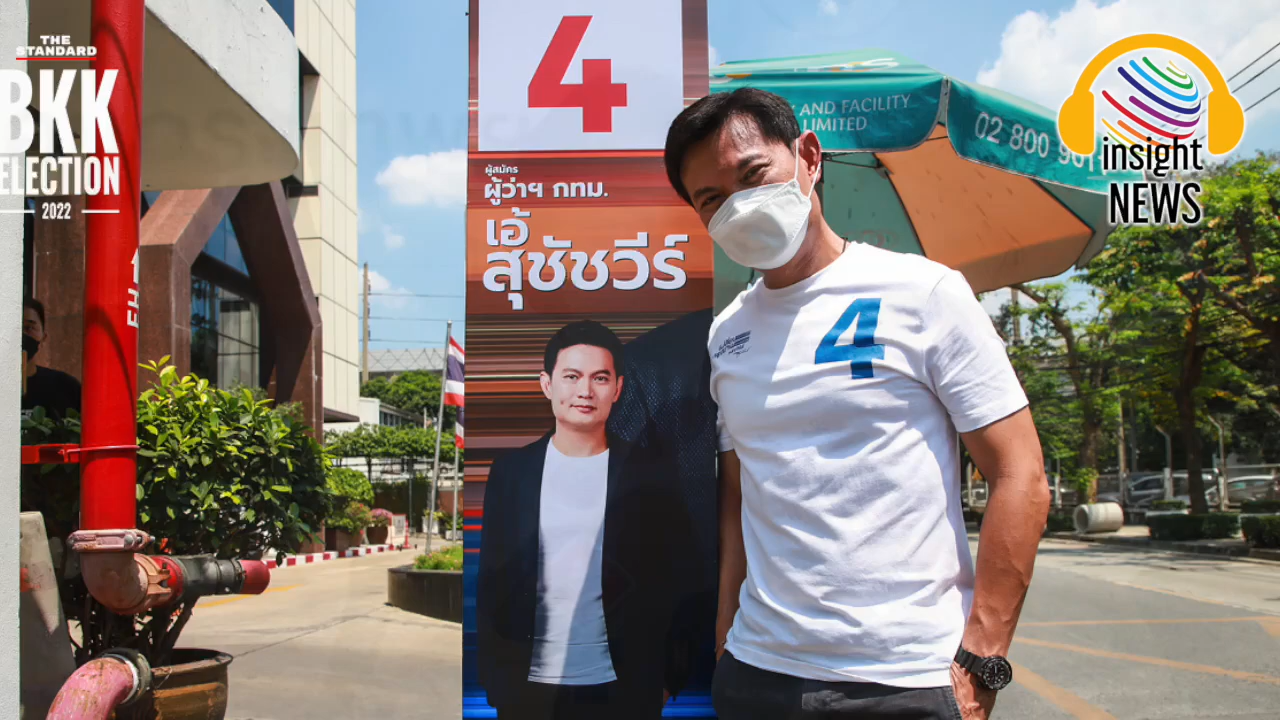 THE
STANDARD
BKK
ELECTION
2022
4
ผู้สมัคร
ผู้ว่าฯ กทม.
เอ้
สุชัชวีร์
4
AND FACILITY
LIMITED
02 800 90
insight
NEWS
FH